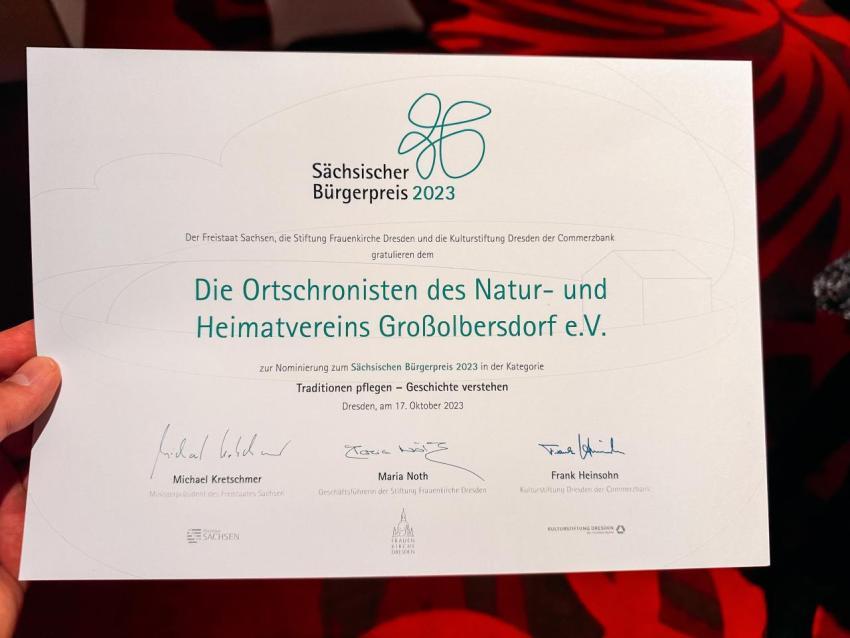 Sächsischer
Bürgerpreis 2023
Der Freistaat Sachsen, die Stiftung Frauenkirche Dresden und die Kulturstiftung Dresden der Commerzbank
gratulieren dem
Die Ortschronisten des Natur- und
Heimatvereins Großolbersdorf e.V.
zur Nominierung zum Sächsischen Bürgerpreis 2023 in der Kategorie
Traditionen pflegen – Geschichte verstehen
Dresden, am 17. Oktober 2023
Michael Kretschmer
Maria Noth
Frank Heinsohn
Ministerpräsident des Freistaates Sachsen
Geschäftsführerin der Stiftung Frauenkirche Dresden
Kulturstiftung Dresden der Commerzbank
SACHSEN
FRAUEN
KIRCHE
DRESDEN
KULTURSTIFTUNG DRESDEN